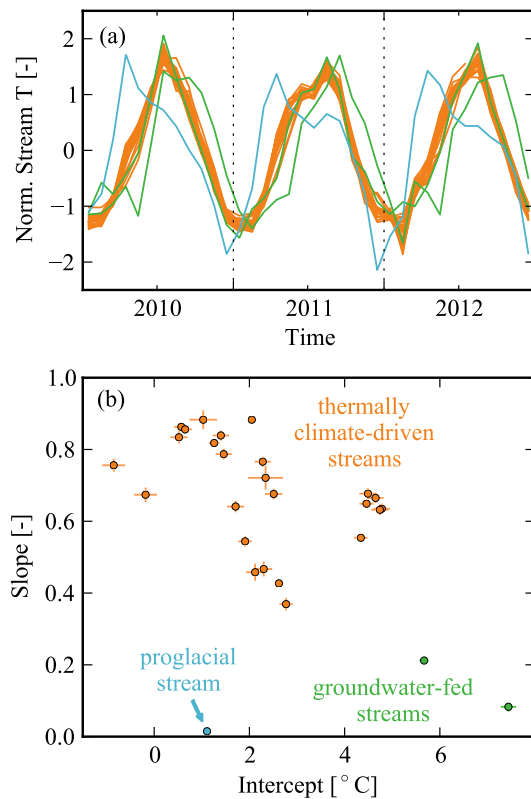 (a)
Norm. Stream T [-]
2
1
0
−1
−2
2010 2011 2012
Time
(b)
Slope [-]
1.0
0.8
0.6
0.4
0.2
0.0
thermally
climate-driven
streams
proglacial
stream
groundwater-fed
streams
0 2 4 6
Intercept [°C]